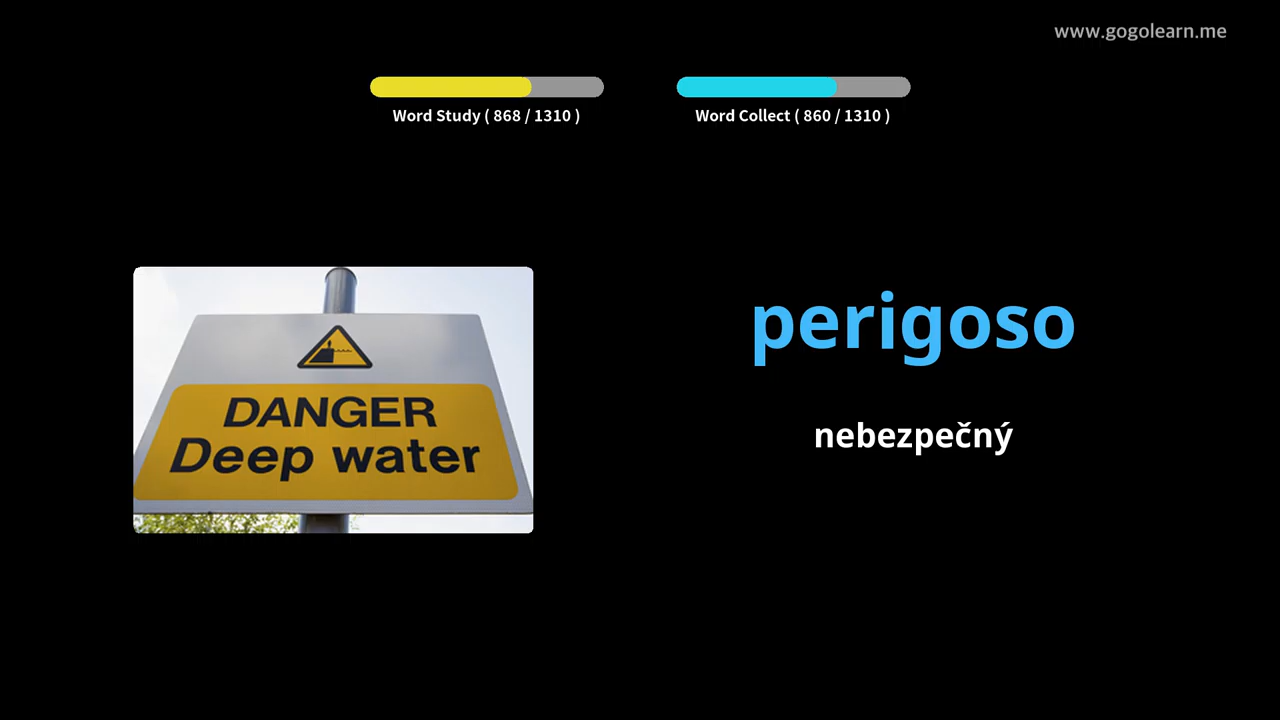 www.gogolearn.me
Word Study ( 868 / 1310 )
Word Collect ( 860 / 1310 )
DANGER
Deep water
perigoso
nebezpečný